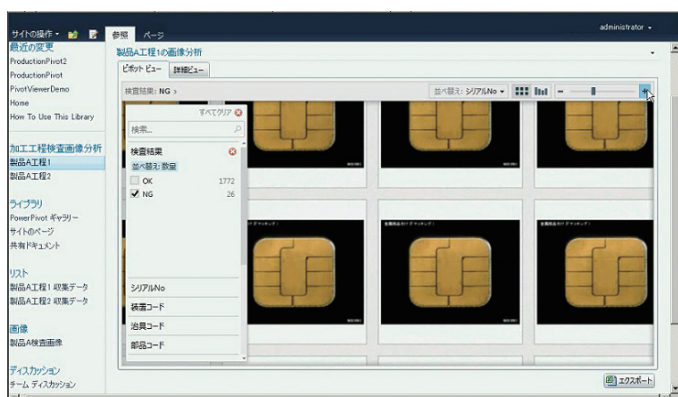 サイトの操作
参照
ページ
administrator
最近の変更
ProductionPivot2
ProductionPivot
PivotViewerDemo
Home
How To Use This Library
加工工程検査画像分析
製品A工程1
製品A工程2
ライブラリ
PowerPivot ギャラリー
サイトのページ
共有ドキュメント
リスト
製品A工程1 収集データ
製品A工程2 収集データ
画像
製品A検査画像
ディスカッション
チーム ディスカッション
製品A工程1の画像分析
ピボット ビュー
詳細ビュー
検査結果: NG >
並べ替え: シリアルNo
すべてクリア
検索...
検査結果
並べ替え: 数量
OK 1772
NG 26
シリアルNo
装置コード
治具コード
部品コード
エクスポート